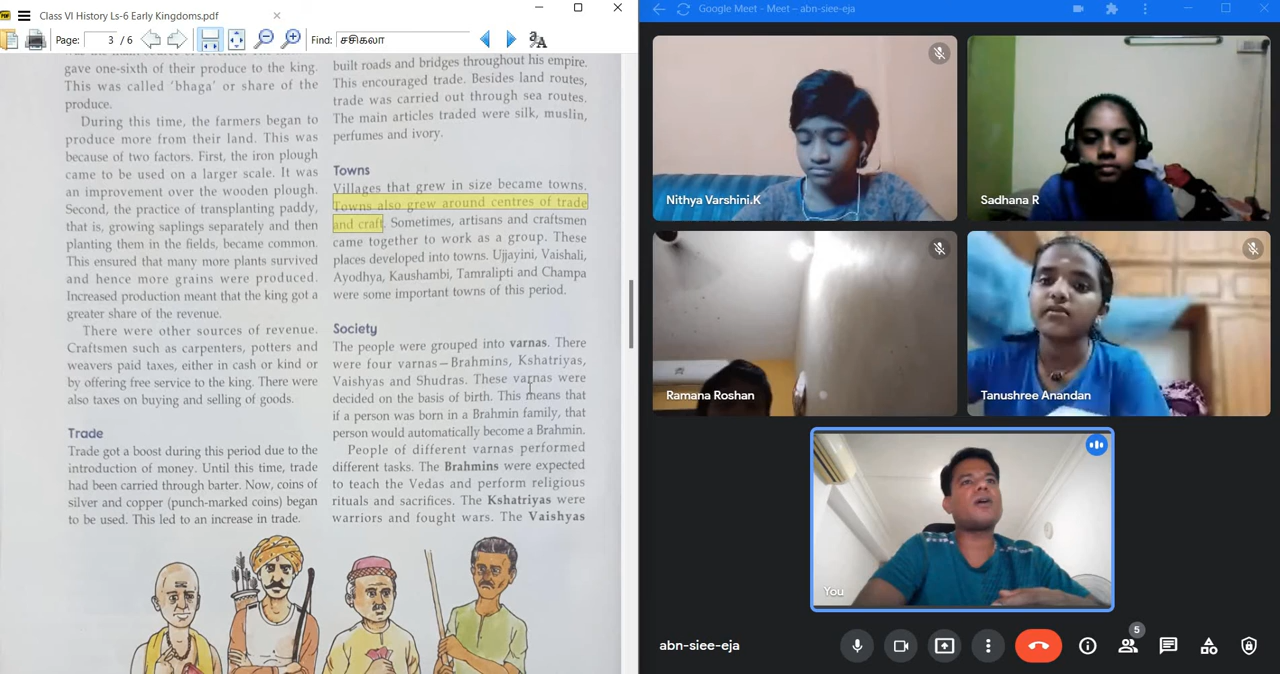 Class VI History Ls-6 Early Kingdoms.pdf
Page: 3 / 6 Find: சசிகலா
gave one-sixth of their produce to the king.
This was called ‘bhaga’ or share of the
produce.
During this time, the farmers began to
produce more from their land. This was
because of two factors. First, the iron plough
came to be used on a larger scale. It was
an improvement over the wooden plough.
Second, the practice of transplanting paddy,
that is, growing saplings separately and then
planting them in the fields, became common.
This ensured that many more plants survived
and hence more grains were produced.
Increased production meant that the king got a
greater share of the revenue.
There were other sources of revenue.
Craftsmen such as carpenters, potters and
weavers paid taxes, either in cash or kind or
by offering free service to the king. There were
also taxes on buying and selling of goods.
Trade
Trade got a boost during this period due to the
introduction of money. Until this time, trade
had been carried through barter. Now, coins of
silver and copper (punch-marked coins) began
to be used. This led to an increase in trade.
built roads and bridges throughout his empire.
This encouraged trade. Besides land routes,
trade was carried out through sea routes.
The main articles traded were silk, muslin,
perfumes and ivory.
Towns
Villages that grew in size became towns.
Towns also grew around centres of trade
and craft. Sometimes, artisans and craftsmen
came together to work as a group. These
places developed into towns. Ujjayini, Vaishali,
Ayodhya, Kaushambi, Tamralipti and Champa
were some important towns of this period.
Society
The people were grouped into varnas. There
were four varnas – Brahmins, Kshatriyas,
Vaishyas and Shudras. These varnas were
decided on the basis of birth. This means that
if a person was born in a Brahmin family, that
person would automatically become a Brahmin.
People of different varnas performed
different tasks. The Brahmins were expected
to teach the Vedas and perform religious
rituals and sacrifices. The Kshatriyas were
warriors and fought wars. The Vaishyas
Google Meet - Meet – abn-siee-eja
Nithya Varshini.K
Sadhana R
Ramana Roshan
Tanushree Anandan
You
abn-siee-eja
5